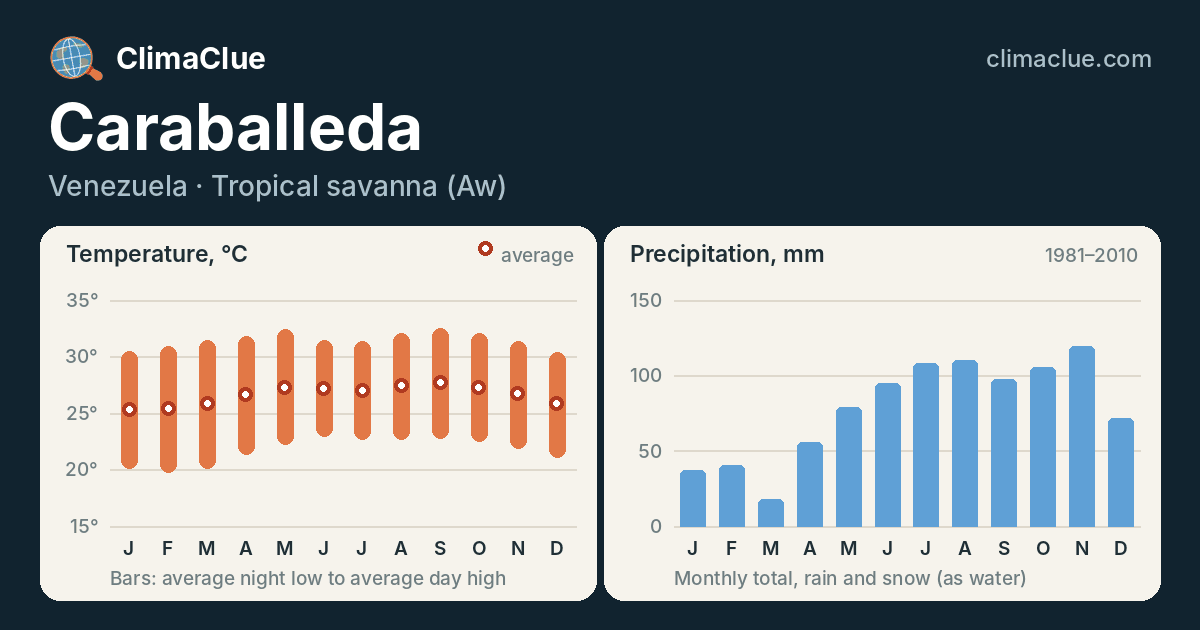 ClimaClue
climaclue.com
Caraballeda
Venezuela · Tropical savanna (Aw)
Temperature, °C
average
35°
30°
25°
20°
15°
J F M A M J J A S O N D
Bars: average night low to average day high
Precipitation, mm
1981–2010
150
100
50
0
J F M A M J J A S O N D
Monthly total, rain and snow (as water)